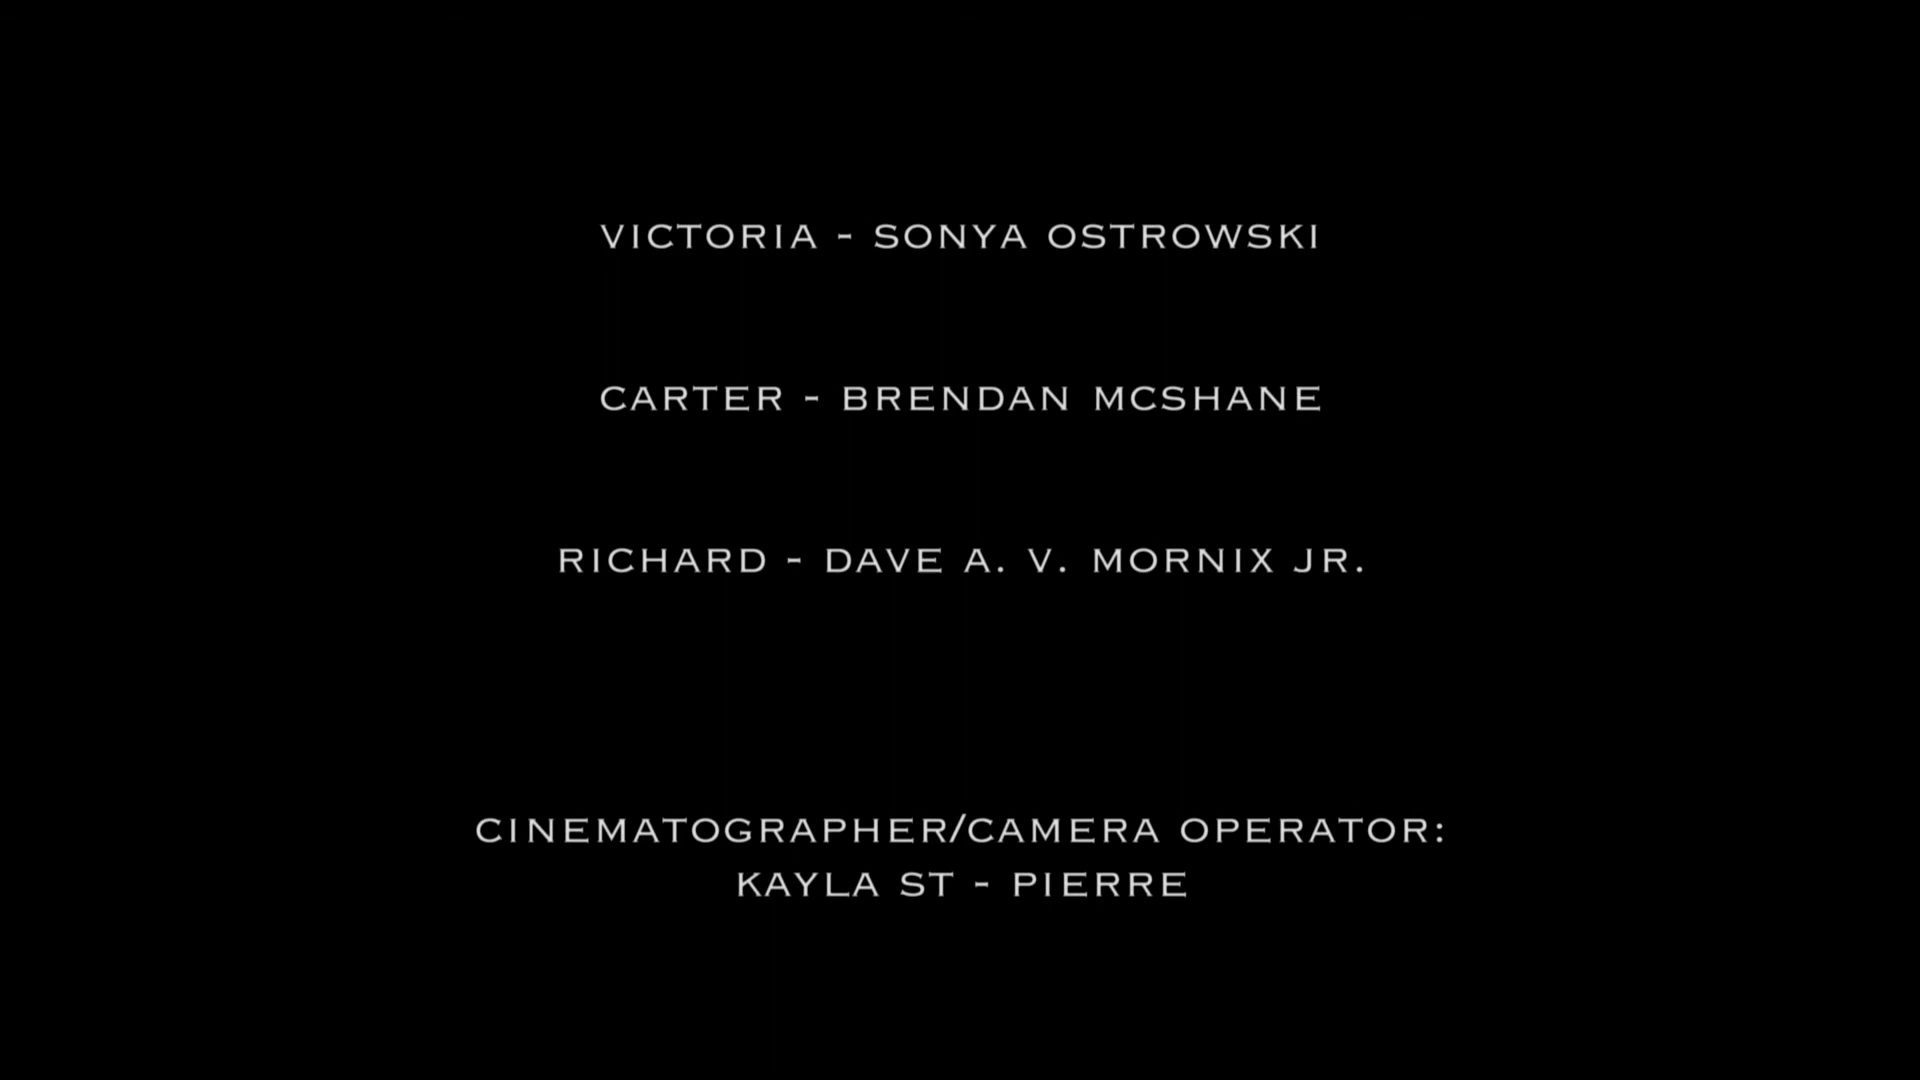 VICTORIA - SONYA OSTROWSKI
CARTER - BRENDAN MCSHANE
RICHARD - DAVE A. V. MORNIX JR.
CINEMATOGRAPHER/CAMERA OPERATOR:
KAYLA ST - PIERRE